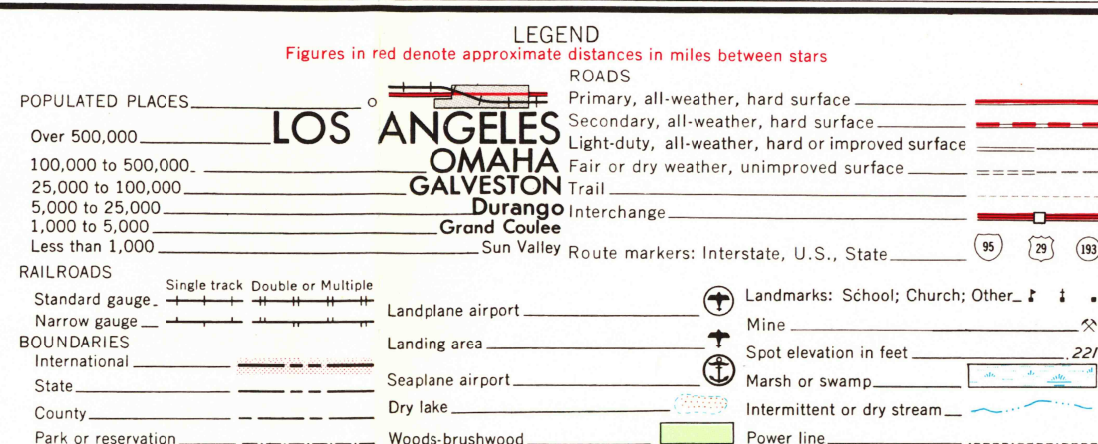 LEGEND
Figures in red denote approximate distances in miles between stars
POPULATED PLACES
Over 500,000 LOS ANGELES
100,000 to 500,000 OMAHA
25,000 to 100,000 GALVESTON
5,000 to 25,000 Durango
1,000 to 5,000 Grand Coulee
Less than 1,000 Sun Valley
ROADS
Primary, all-weather, hard surface
Secondary, all-weather, hard surface
Light-duty, all-weather, hard or improved surface
Fair or dry weather, unimproved surface
Trail
Interchange
Route markers: Interstate, U.S., State 95 29 193
RAILROADS
Single track Double or Multiple
Standard gauge
Narrow gauge
BOUNDARIES
International
State
County
Park or reservation
Landplane airport
Landing area
Seaplane airport
Dry lake
Woods-brushwood
Landmarks: School; Church; Other
Mine
Spot elevation in feet 221
Marsh or swamp
Intermittent or dry stream
Power line